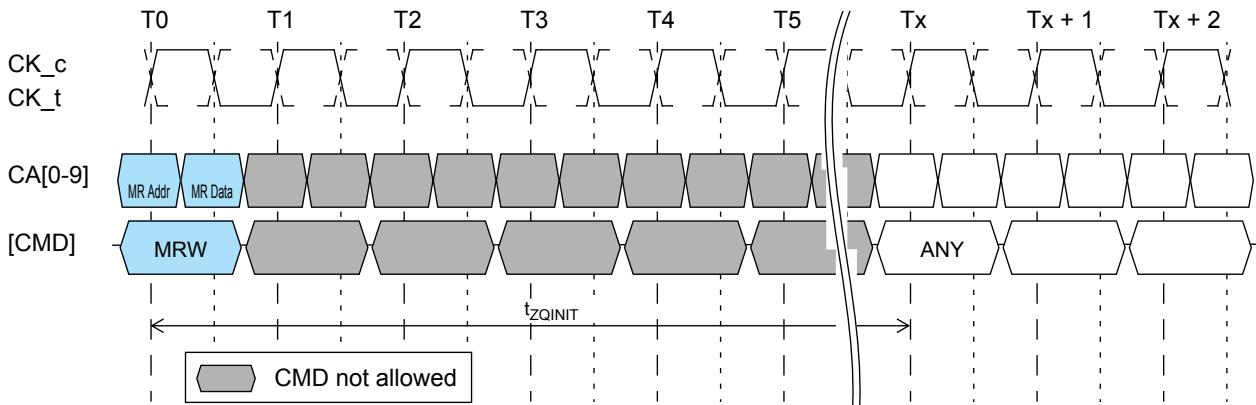 T0 T1 T2 T3 T4 T5 Tx Tx + 1 Tx + 2
CK_c
CK_t
CA[0-9] MR Addr MR Data
[CMD] MRW ANY
tZQINIT
CMD not allowed